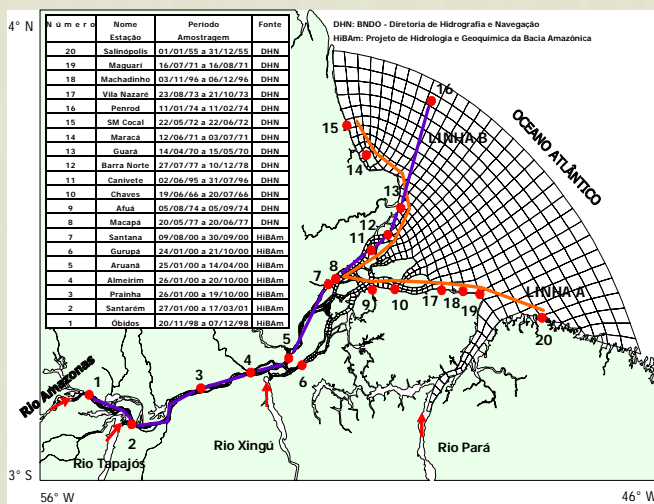 4° N
Número Nome Estação Período Amostragem Fonte
20 Salinópolis 01/01/55 a 31/12/55 DHN
19 Maguarí 16/07/71 a 16/08/71 DHN
18 Machadinho 03/11/96 a 06/12/96 DHN
17 Vila Nazaré 23/08/73 a 21/10/73 DHN
16 Penrod 11/01/74 a 11/02/74 DHN
15 SM Cocal 22/05/72 a 22/06/72 DHN
14 Maracá 12/06/71 a 03/07/71 DHN
13 Guará 14/04/70 a 15/05/70 DHN
12 Barra Norte 27/07/77 a 10/12/78 DHN
11 Canivete 02/06/95 a 31/07/96 DHN
10 Chaves 19/06/66 a 20/07/66 DHN
9 Afuá 05/08/74 a 05/09/74 DHN
8 Macapá 20/05/77 a 20/06/77 DHN
7 Santana 09/08/00 a 30/09/00 HiBAm
6 Gurupá 24/01/00 a 21/10/00 HiBAm
5 Aruanã 25/01/00 a 14/04/00 HiBAm
4 Almeirim 26/01/00 a 20/10/00 HiBAm
3 Prainha 26/01/00 a 19/10/00 HiBAm
2 Santarém 27/01/00 a 17/03/01 HiBAm
1 Óbidos 20/11/98 a 07/12/98 HiBAm
DHN: BNDO - Diretoria de Hidrografia e Navegação
HiBAm: Projeto de Hidrologia e Geoquímica da Bacia Amazônica
16
OCEANO ATLÂNTICO
15
LINHA B
14
13
12
11
8
7
9
10
17
18
19
LINHA A
20
5
6
4
3
1
2
Rio Amazonas
Rio Tapajós
Rio Xingú
Rio Pará
3° S
56° W
46° W